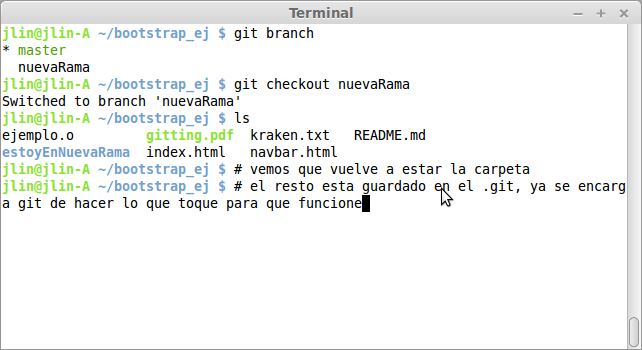 Terminal
jlin@jlin-A ~/bootstrap_ej $ git branch
* master
  nuevaRama
jlin@jlin-A ~/bootstrap_ej $ git checkout nuevaRama
Switched to branch 'nuevaRama'
jlin@jlin-A ~/bootstrap_ej $ ls
ejemplo.o         gitting.pdf  kraken.txt   README.md
estoyEnNuevaRama  index.html   navbar.html
jlin@jlin-A ~/bootstrap_ej $ # vemos que vuelve a estar la carpeta
jlin@jlin-A ~/bootstrap_ej $ # el resto esta guardado en el .git, ya se encarg
a git de hacer lo que toque para que funcione